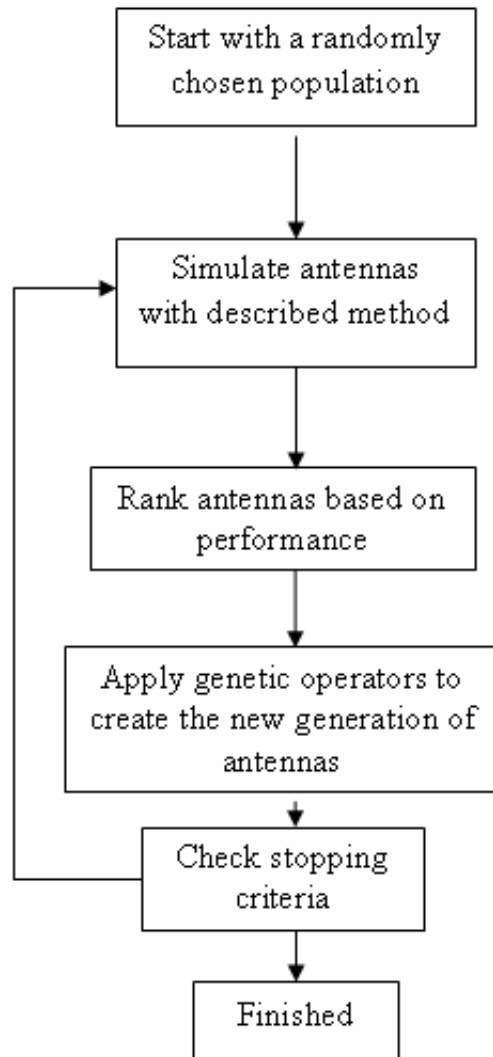 Start with a randomly
chosen population
Simulate antennas
with described method
Rank antennas based on
performance
Apply genetic operators to
create the new generation of
antennas
Check stopping
criteria
Finished